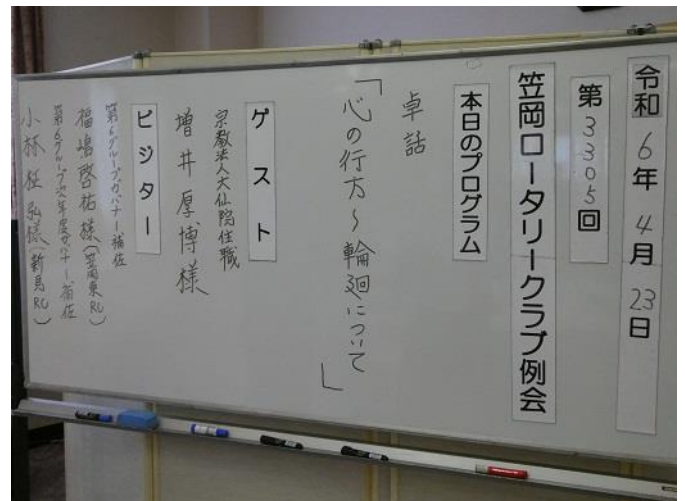 令和6年4月23日
第3305回
笠岡ロータリークラブ例会
本日のプログラム
卓話
「心の行方～輪廻について」
ゲスト
宗教法人大仙院住職
増井厚博様
ビジター
第6グループガバナー補佐
福嶋啓祐様(笠岡東RC)
第6グループ次年度ガバナー補佐
小林征弘様(新見RC)